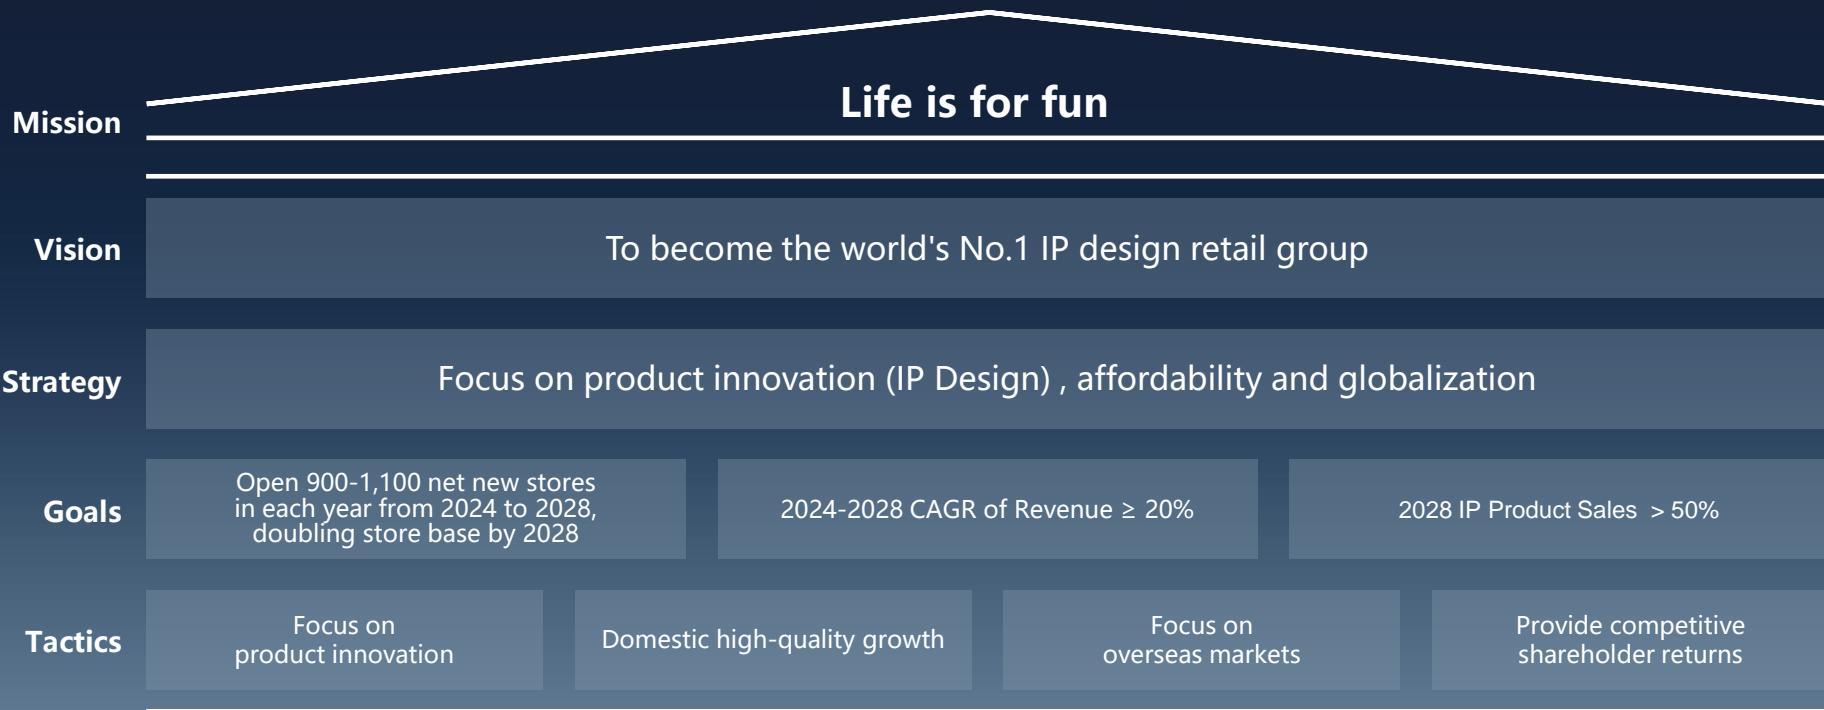 Mission
Life is for fun
Vision
To become the world's No.1 IP design retail group
Strategy
Focus on product innovation (IP Design) , affordability and globalization
Goals
Open 900-1,100 net new stores
in each year from 2024 to 2028,
doubling store base by 2028
2024-2028 CAGR of Revenue ≥ 20%
2028 IP Product Sales > 50%
Tactics
Focus on
product innovation
Domestic high-quality growth
Focus on
overseas markets
Provide competitive
shareholder returns